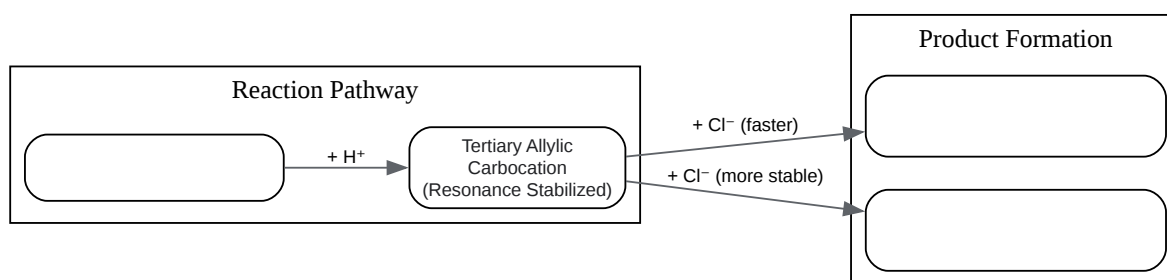 Reaction Pathway
+ H⁺
Tertiary Allylic
Carbocation
(Resonance Stabilized)
+ Cl⁻ (faster)
+ Cl⁻ (more stable)
Product Formation